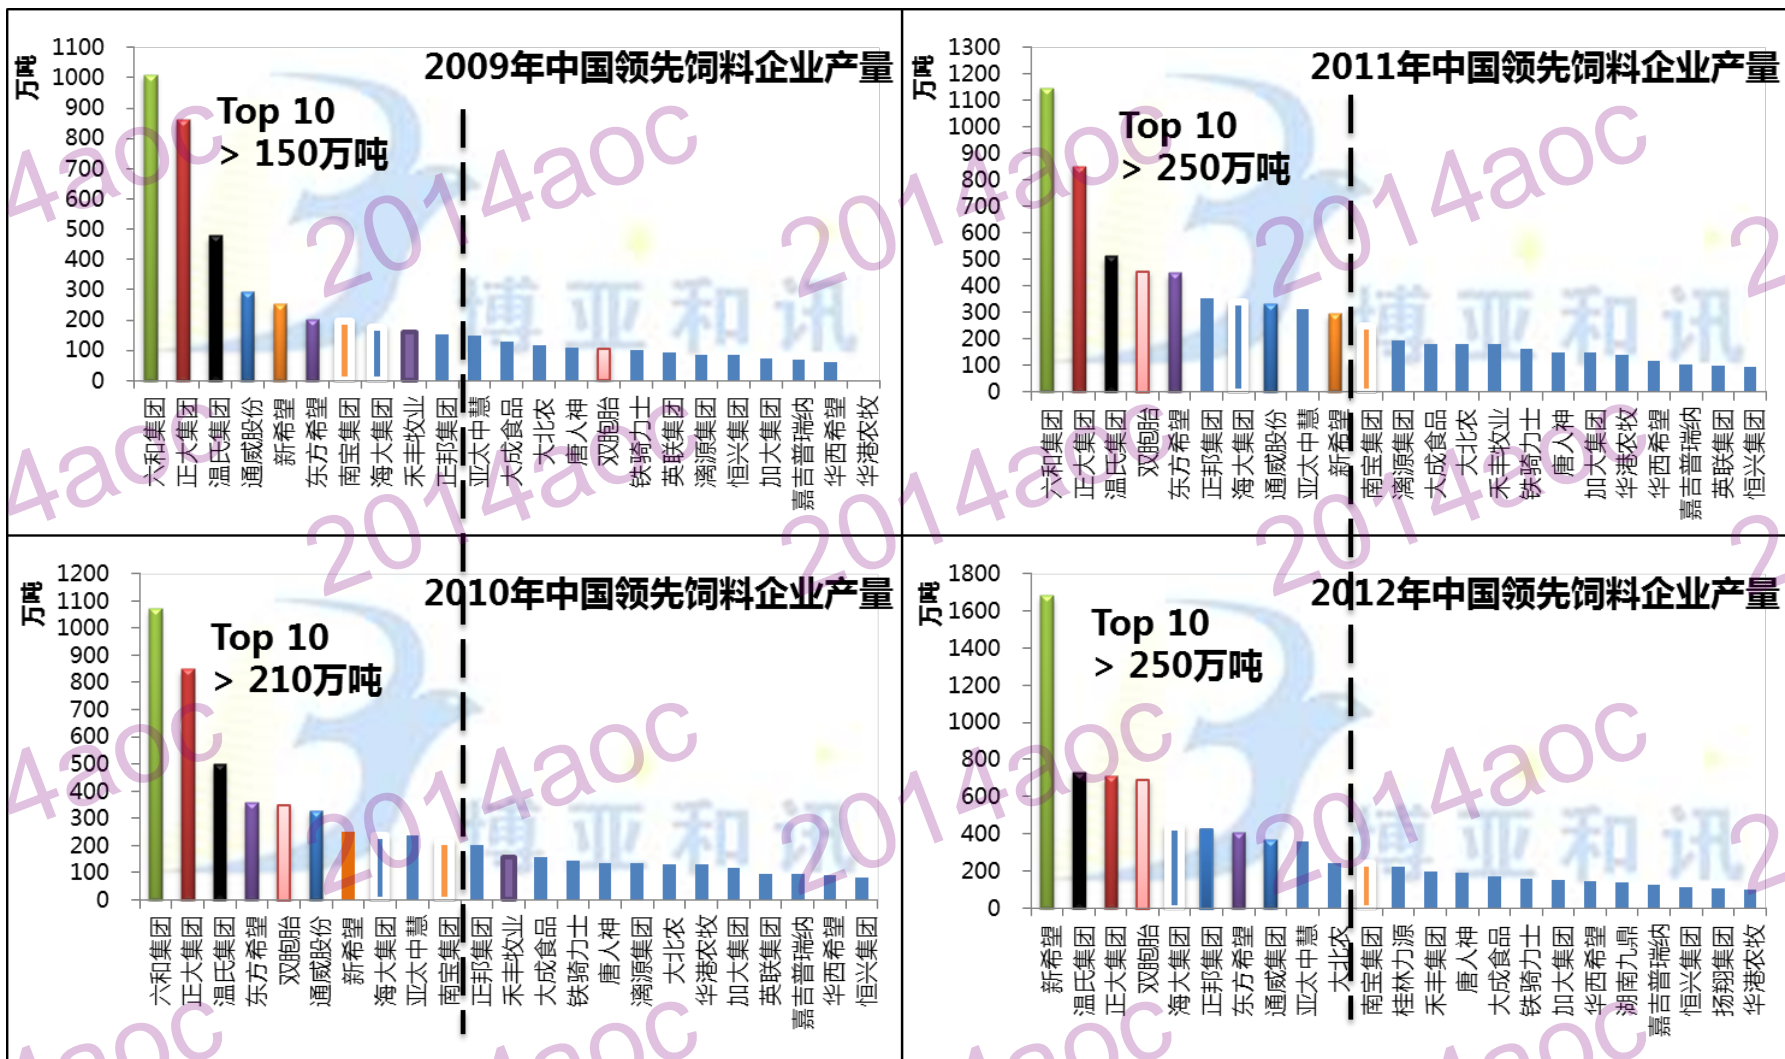 2009年中国领先饲料企业产量
万吨
Top 10
> 150万吨
1100
1000
900
800
700
600
500
400
300
200
100
0
六和集团
正大集团
温氏集团
通威股份
新希望
东方希望
南宝集团
海大集团
禾丰牧业
正邦集团
亚太中慧
大成食品
大北农
唐人神
双胞胎
铁骑力士
英联集团
漓源集团
恒兴集团
加大集团
嘉吉普瑞纳
华西希望
华港农牧
2011年中国领先饲料企业产量
万吨
Top 10
> 250万吨
1300
1200
1100
1000
900
800
700
600
500
400
300
200
100
0
六和集团
正大集团
温氏集团
双胞胎
东方希望
正邦集团
海大集团
通威股份
亚太中慧
新希望
南宝集团
漓源集团
大成食品
大北农
禾丰牧业
铁骑力士
唐人神
加大集团
华港农牧
华西希望
嘉吉普瑞纳
英联集团
恒兴集团
2010年中国领先饲料企业产量
万吨
Top 10
> 210万吨
1200
1100
1000
900
800
700
600
500
400
300
200
100
0
六和集团
正大集团
温氏集团
东方希望
双胞胎
通威股份
新希望
海大集团
亚太中慧
南宝集团
正邦集团
禾丰牧业
大成食品
铁骑力士
唐人神
漓源集团
大北农
华港农牧
加大集团
英联集团
嘉吉普瑞纳
华西希望
恒兴集团
2012年中国领先饲料企业产量
万吨
Top 10
> 250万吨
1800
1600
1400
1200
1000
800
600
400
200
0
新希望
温氏集团
正大集团
双胞胎
海大集团
正邦集团
东方希望
通威集团
亚太中慧
大北农
南宝集团
桂林力源
禾丰集团
唐人神
大成食品
铁骑力士
加大集团
华西希望
湖南九鼎
嘉吉普瑞纳
恒兴集团
扬翔集团
华港农牧
博亚和讯
博亚和讯
博亚和讯
博亚和讯
2014aoc
2014aoc
2014aoc
2014aoc
2014aoc
2014aoc
2014aoc
2014aoc
2014aoc